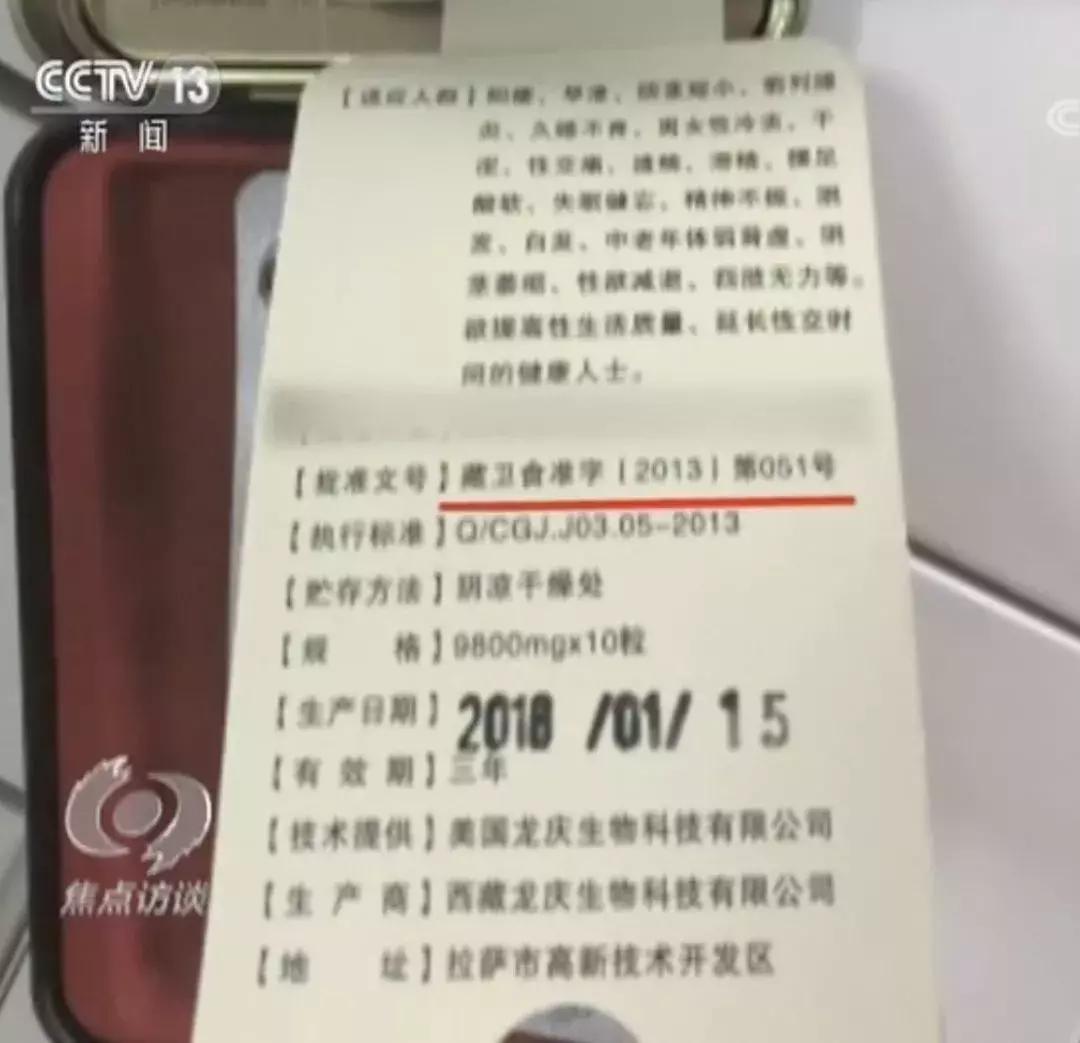 CCTV 13
新闻
【适应人群】阳痿、早泄、阴茎短小、前列腺
炎、久婚不育、男女性冷淡、干
涩、性交痛、遗精、滑精、腰足
酸软、失眠健忘、精神不振、脱
发、白发、中老年体弱肾虚、阴
茎萎缩、性欲减退、四肢无力等。
欲提高性生活质量、延长性交时
间的健康人士。
【批准文号】藏卫食准字［2013］第051号
【执行标准】Q/CGJ.J03.05-2013
【贮存方法】阴凉干燥处
【规 格】9800mgx10粒
【生产日期】2018 /01/ 15
【有 效 期】三年
【技术提供】美国龙庆生物科技有限公司
【生 产 商】西藏龙庆生物科技有限公司
【地 址】拉萨市高新技术开发区
焦点访谈